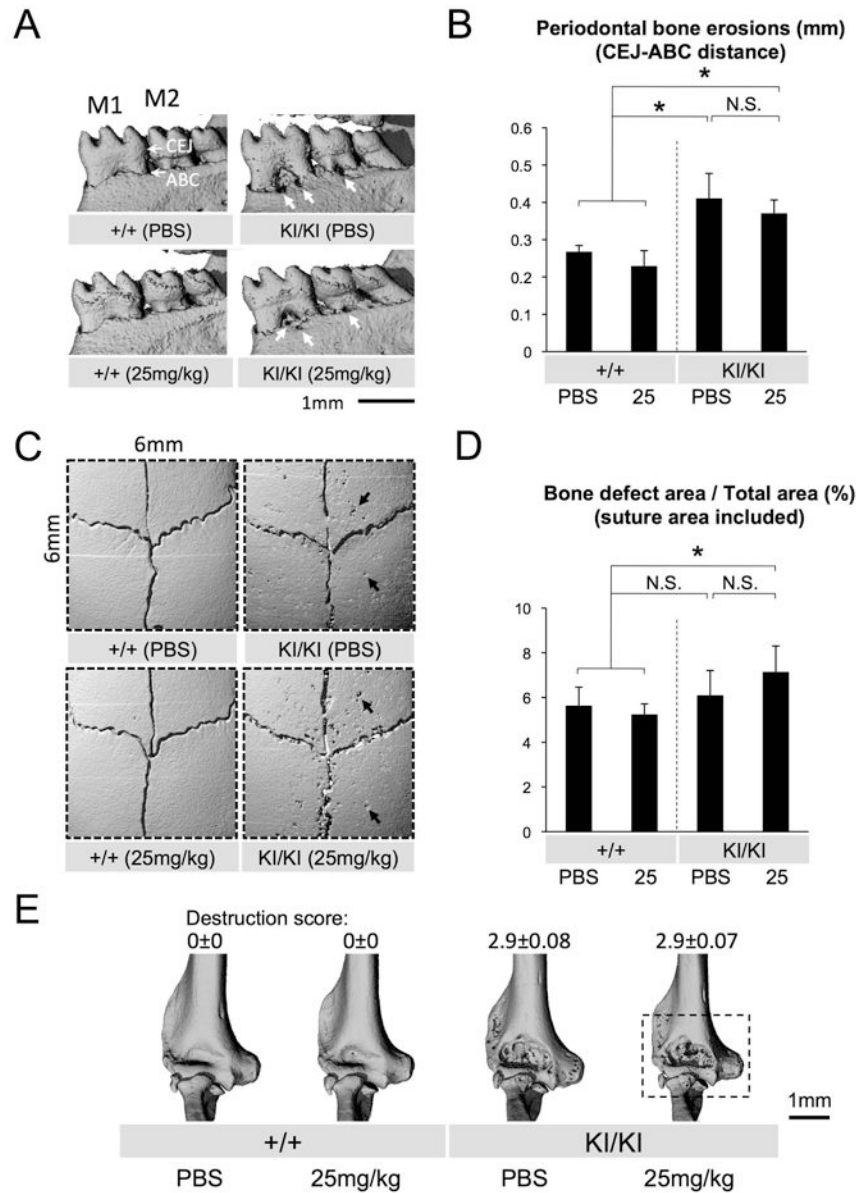 A
M1 M2
CEJ
ABC
+/+ (PBS)
KI/KI (PBS)
+/+ (25mg/kg)
KI/KI (25mg/kg)
1mm
B
Periodontal bone erosions (mm)
(CEJ-ABC distance)
*
* N.S.
0.6
0.5
0.4
0.3
0.2
0.1
0
+/+ KI/KI
PBS 25 PBS 25
C
6mm
6mm
+/+ (PBS)
KI/KI (PBS)
+/+ (25mg/kg)
KI/KI (25mg/kg)
D
Bone defect area / Total area (%)
(suture area included)
*
N.S. N.S.
10
8
6
4
2
0
+/+ KI/KI
PBS 25 PBS 25
E
Destruction score:
0±0 0±0 2.9±0.08 2.9±0.07
1mm
+/+ KI/KI
PBS 25mg/kg PBS 25mg/kg